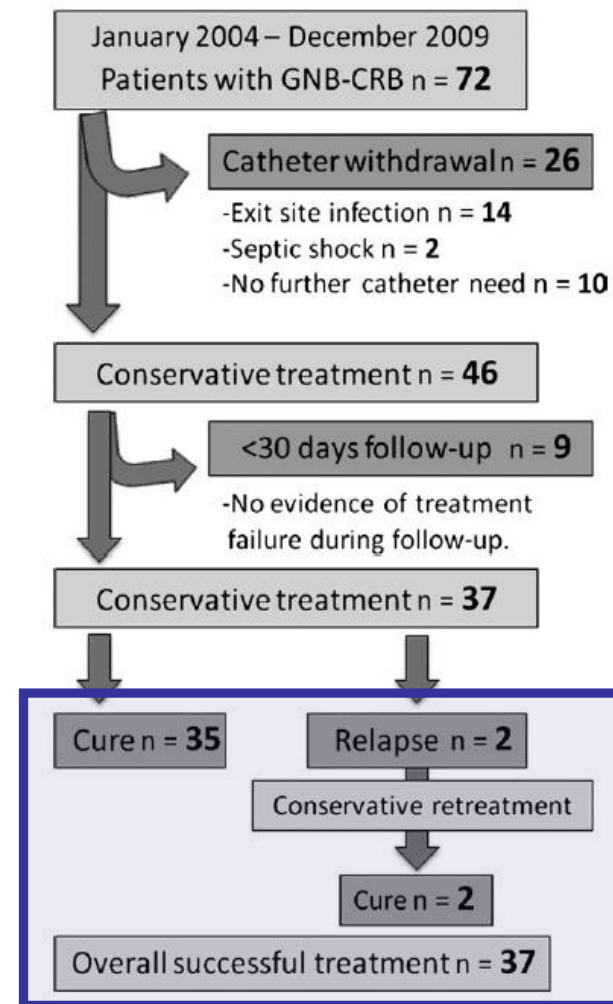 January 2004 – December 2009
Patients with GNB-CRB n = 72
Catheter withdrawal n = 26
-Exit site infection n = 14
-Septic shock n = 2
-No further catheter need n = 10
Conservative treatment n = 46
<30 days follow-up n = 9
-No evidence of treatment
failure during follow-up.
Conservative treatment n = 37
Cure n = 35
Relapse n = 2
Conservative retreatment
Cure n = 2
Overall successful treatment n = 37